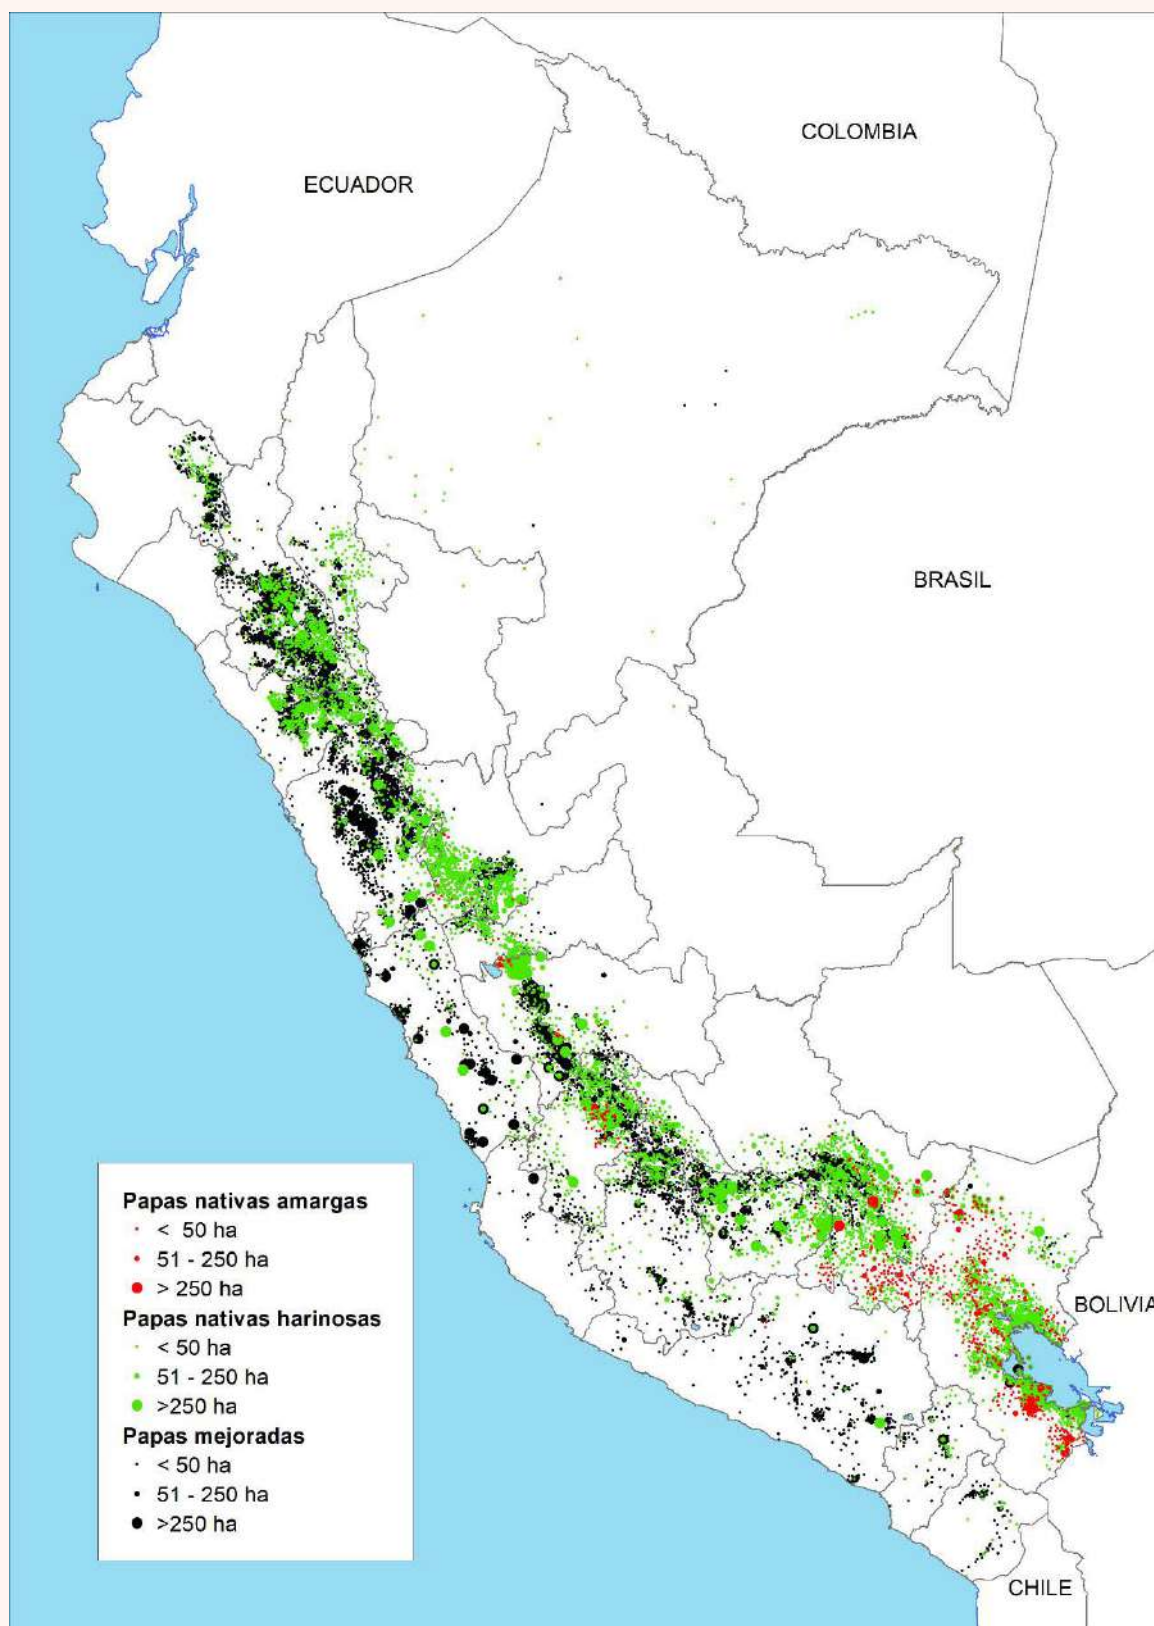 COLOMBIA
ECUADOR
BRASIL
Papas nativas amargas
< 50 ha
51 - 250 ha
> 250 ha
Papas nativas harinosas
< 50 ha
51 - 250 ha
>250 ha
Papas mejoradas
< 50 ha
51 - 250 ha
>250 ha
BOLIVIA
CHILE